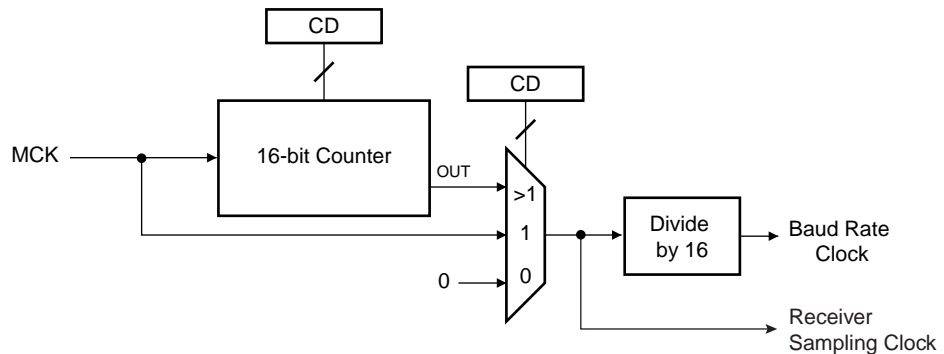 CD
CD
MCK
16-bit Counter
OUT
>1
1
0
0
Divide
by 16
Baud Rate
Clock
Receiver
Sampling Clock